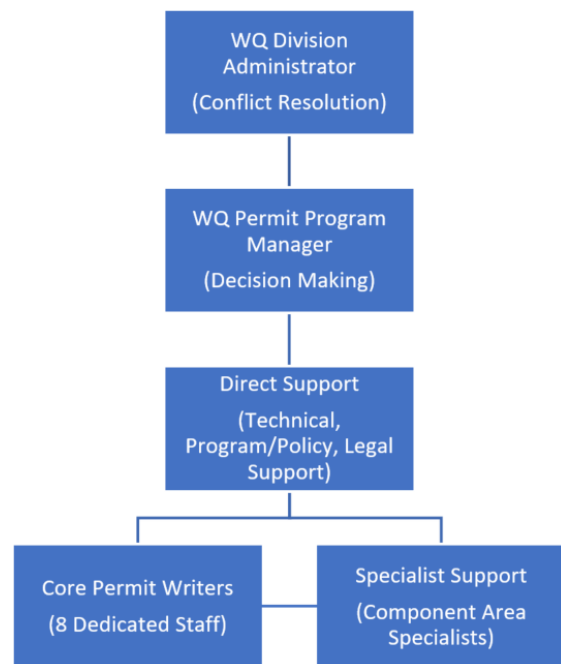 WQ Division
Administrator
(Conflict Resolution)
WQ Permit Program
Manager
(Decision Making)
Direct Support
(Technical,
Program/Policy, Legal
Support)
Core Permit Writers
(8 Dedicated Staff)
Specialist Support
(Component Area
Specialists)